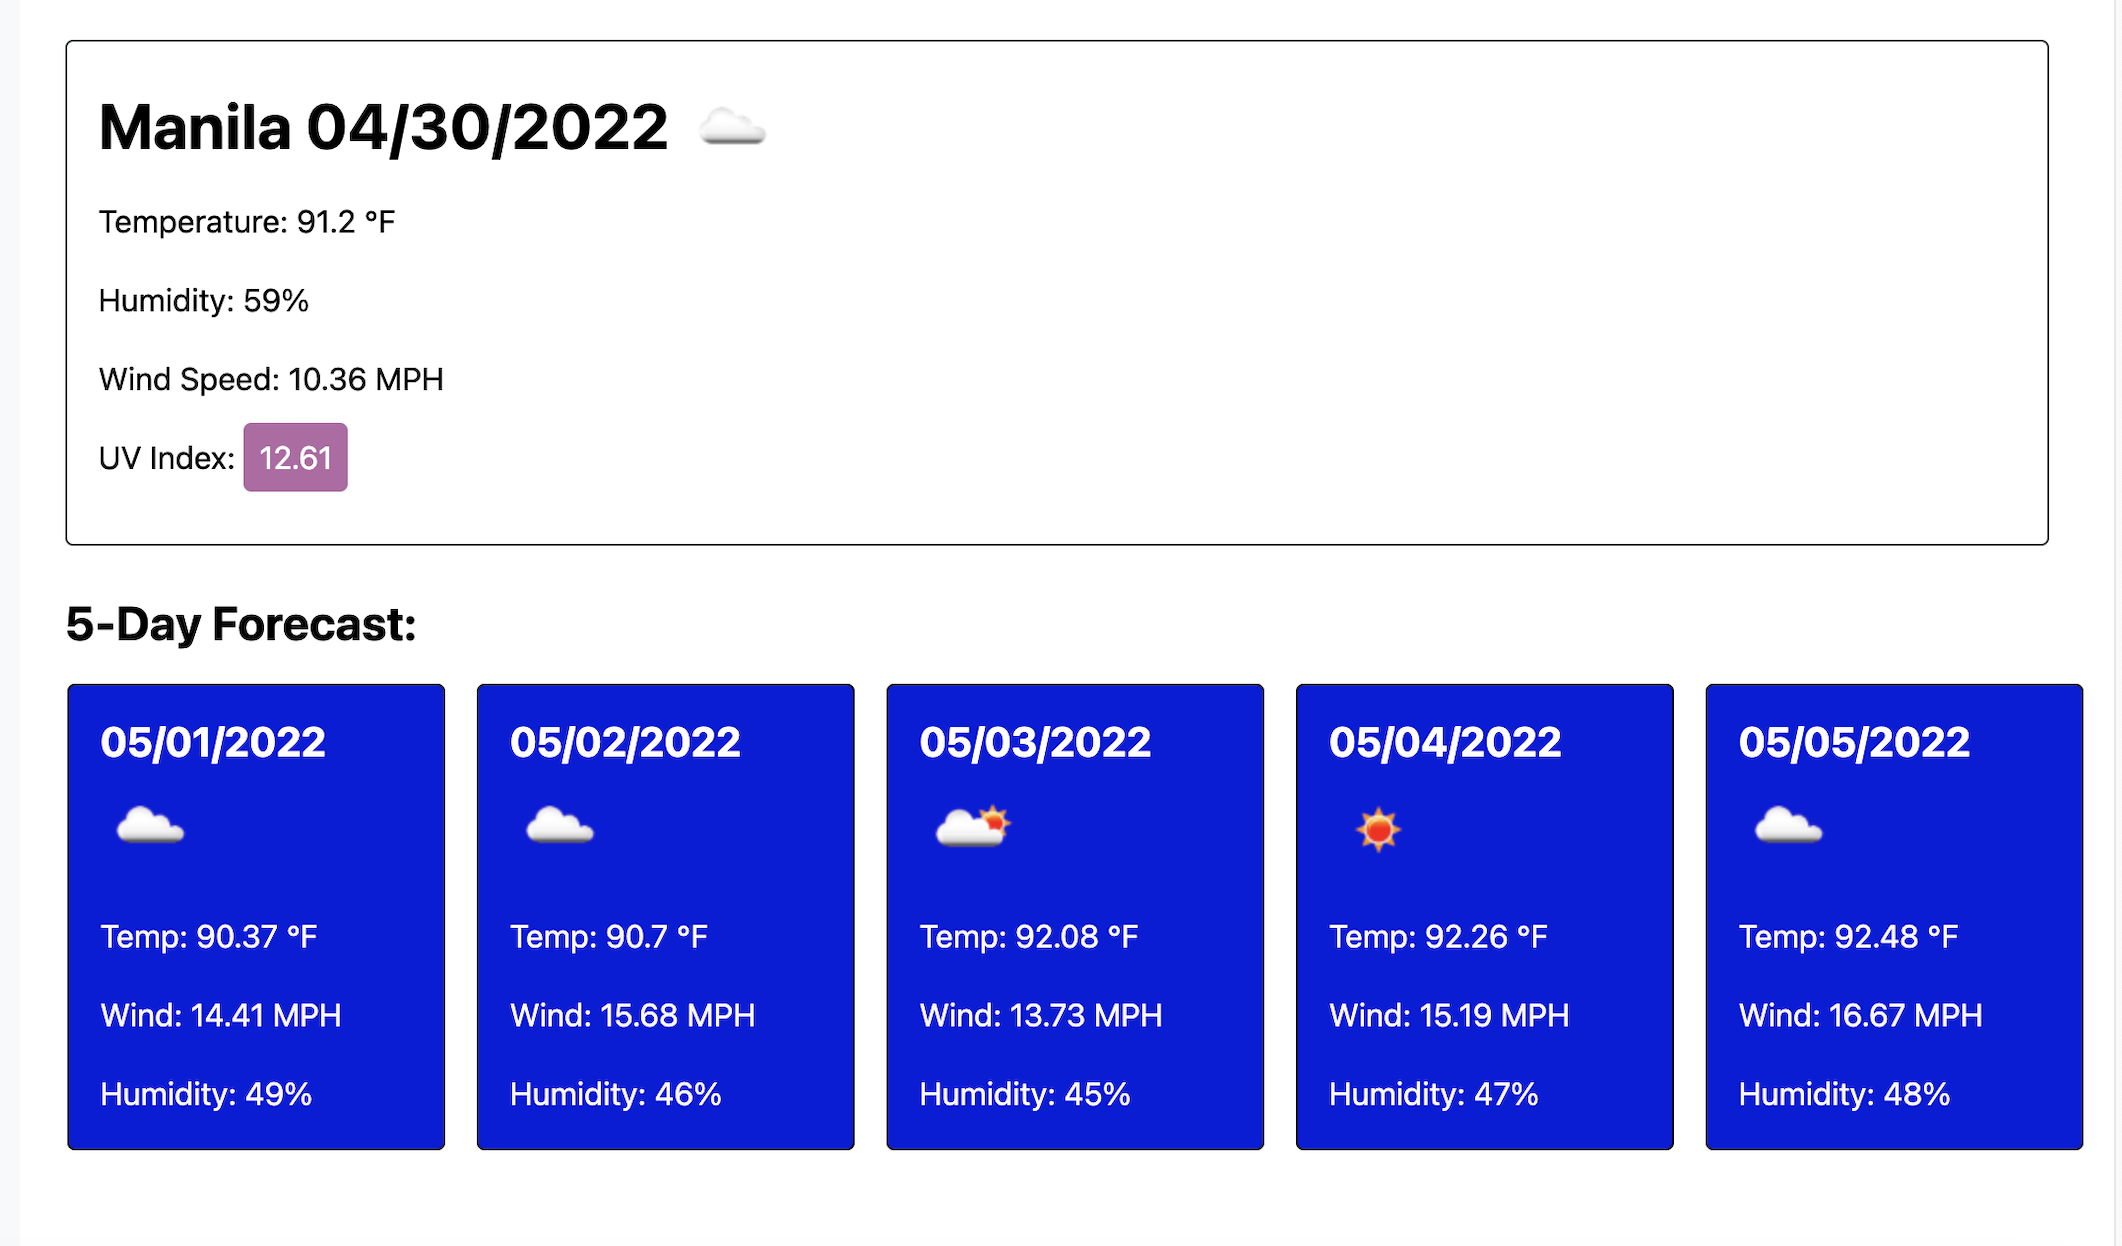 Manila 04/30/2022
Temperature: 91.2 °F
Humidity: 59%
Wind Speed: 10.36 MPH
UV Index: 12.61
5-Day Forecast:
05/01/2022
Temp: 90.37 °F
Wind: 14.41 MPH
Humidity: 49%
05/02/2022
Temp: 90.7 °F
Wind: 15.68 MPH
Humidity: 46%
05/03/2022
Temp: 92.08 °F
Wind: 13.73 MPH
Humidity: 45%
05/04/2022
Temp: 92.26 °F
Wind: 15.19 MPH
Humidity: 47%
05/05/2022
Temp: 92.48 °F
Wind: 16.67 MPH
Humidity: 48%